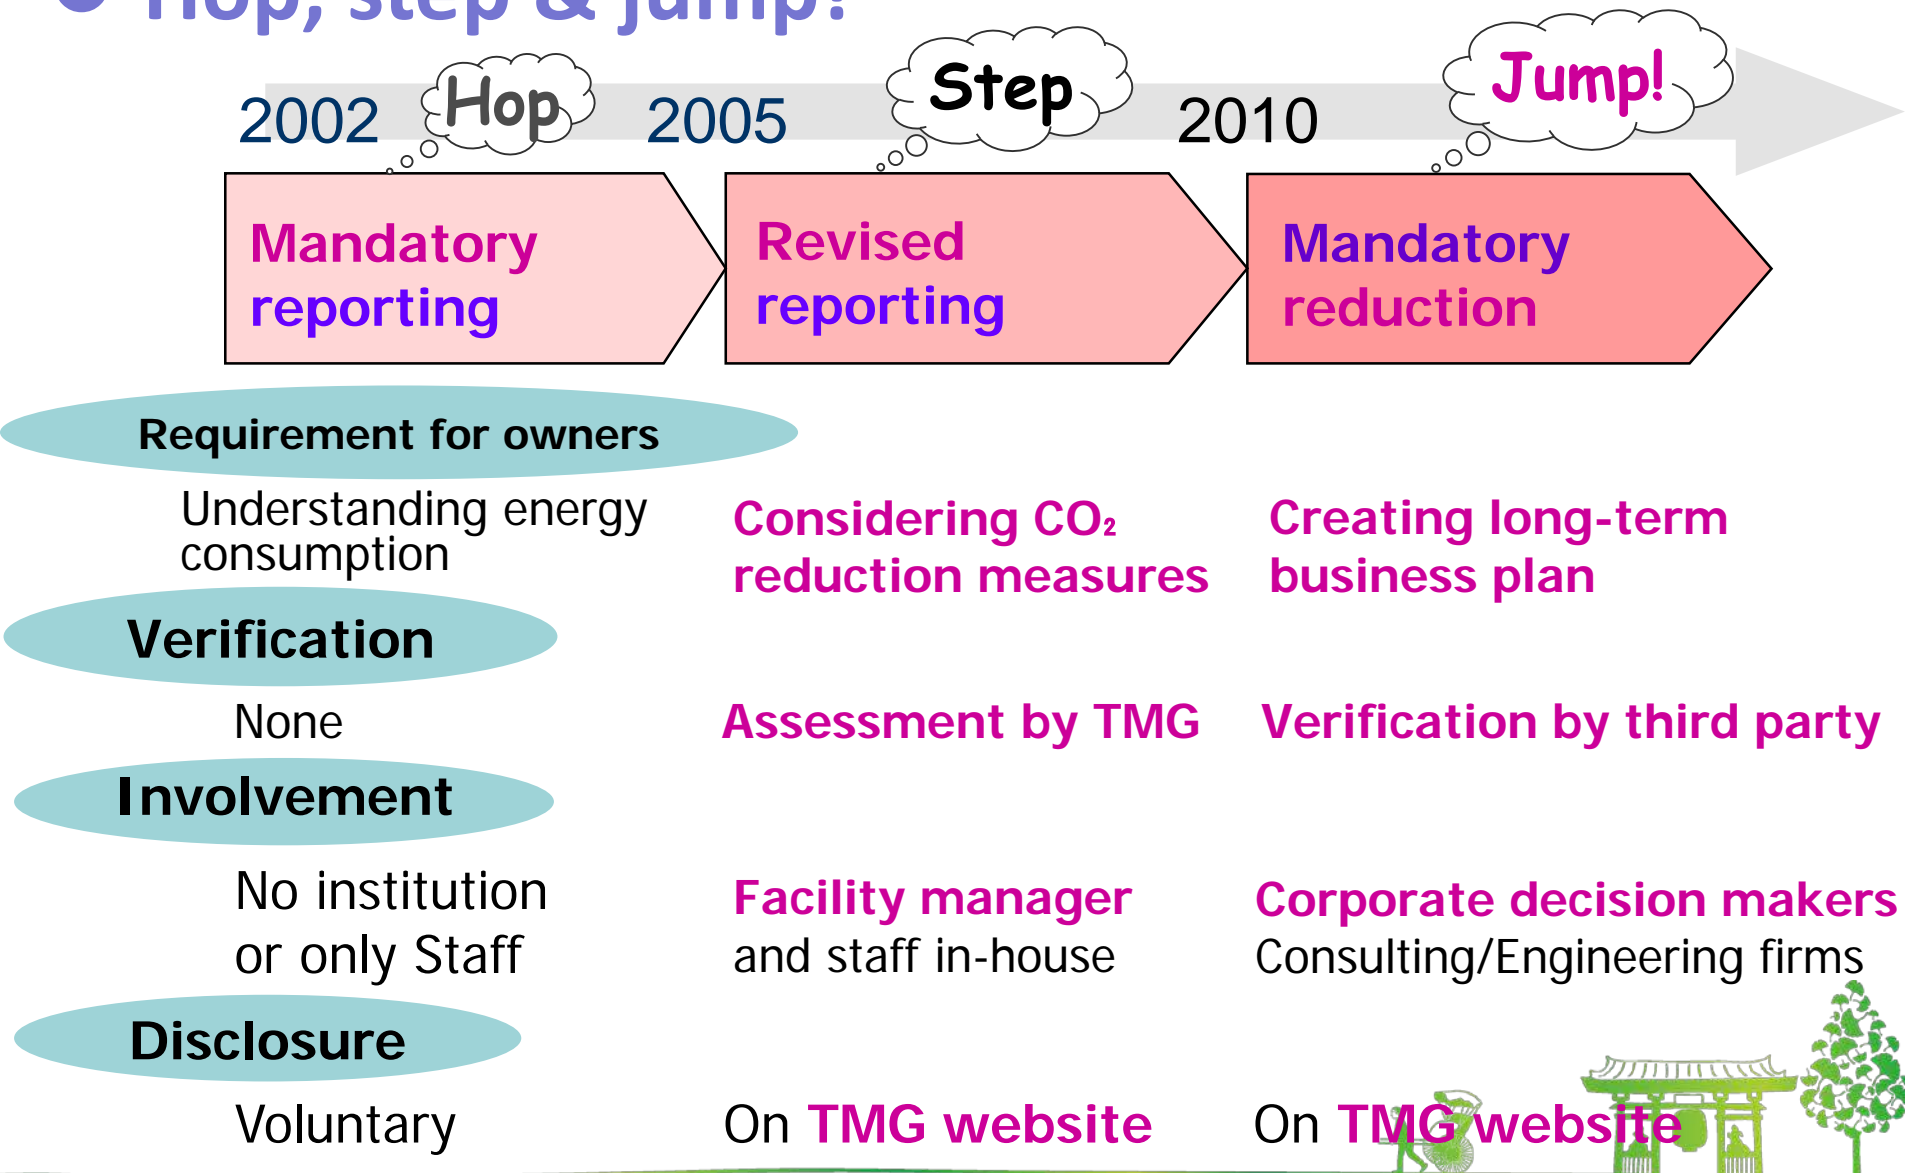 ● Hop, step & jump!
2002 Hop 2005 Step 2010 Jump!
Mandatory
reporting
Revised
reporting
Mandatory
reduction
Requirement for owners
Understanding energy
consumption
Considering CO₂
reduction measures
Creating long-term
business plan
Verification
None
Assessment by TMG
Verification by third party
Involvement
No institution
or only Staff
Facility manager
and staff in-house
Corporate decision makers
Consulting/Engineering firms
Disclosure
Voluntary
On TMG website
On TMG website